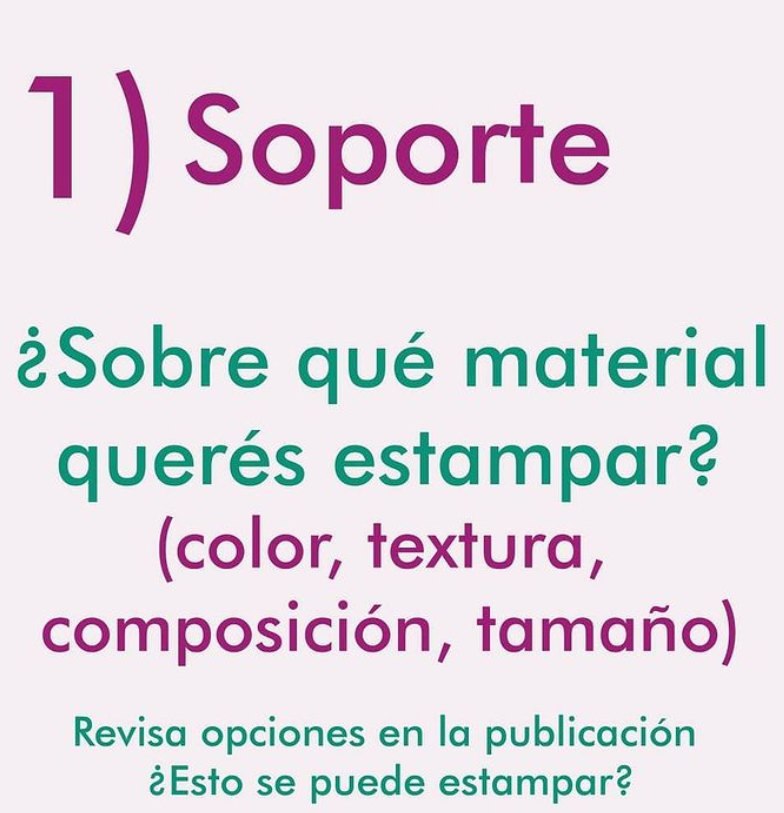 1) Soporte
¿Sobre qué material
querés estampar?
(color, textura,
composición, tamaño)
Revisa opciones en la publicación
¿Esto se puede estampar?